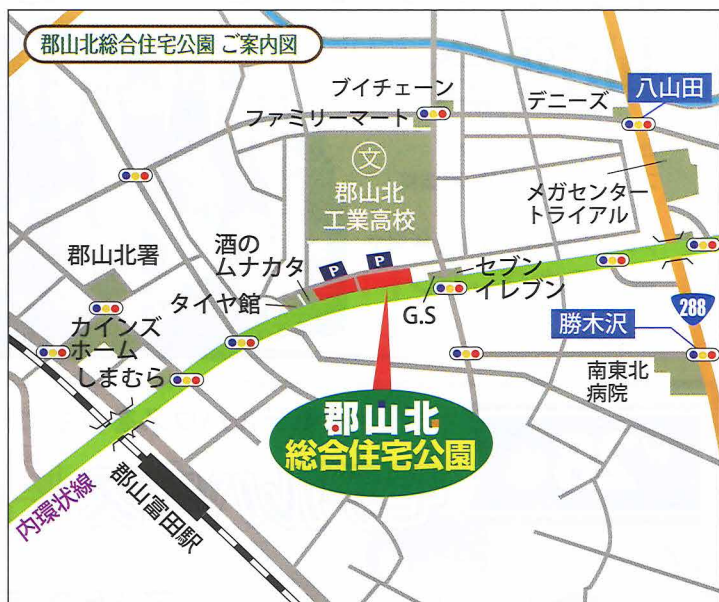 郡山北総合住宅公園 ご案内図
ブイチェーン
ファミリーマート
デニーズ
八山田
文
郡山北
工業高校
メガセンター
トライアル
郡山北署
酒の
ムナカタ
P
P
タイヤ館
セブン
イレブン
G.S
288
カインズ
ホーム
しまむら
勝木沢
南東北
病院
郡山北
総合住宅公園
内環状線
郡山富田駅